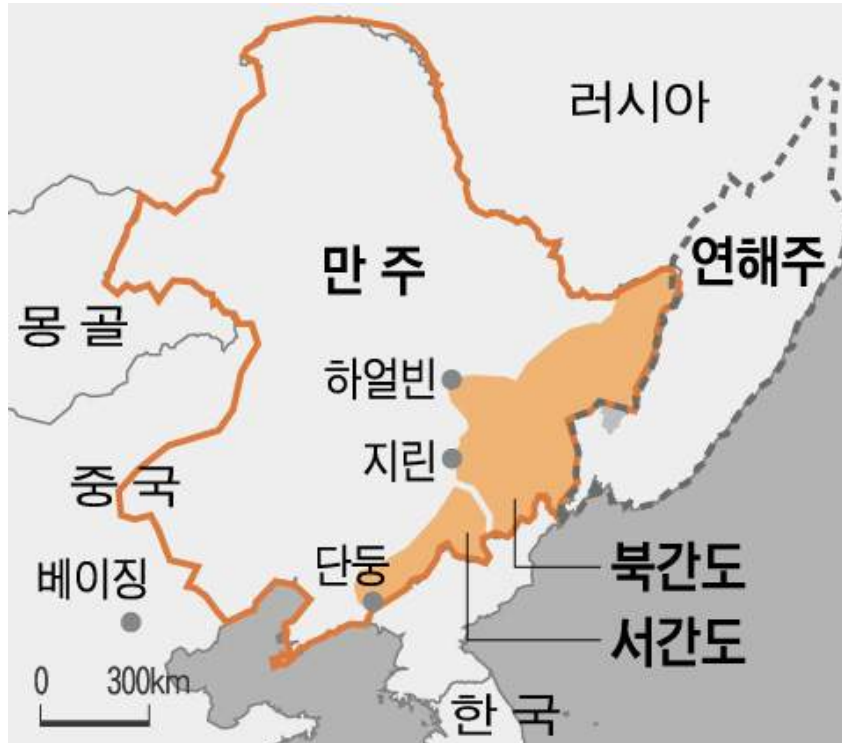 러시아
만 주
연해주
몽 골
하얼빈
지린
중 국
단둥
북간도
베이징
서간도
0 300km
한 국